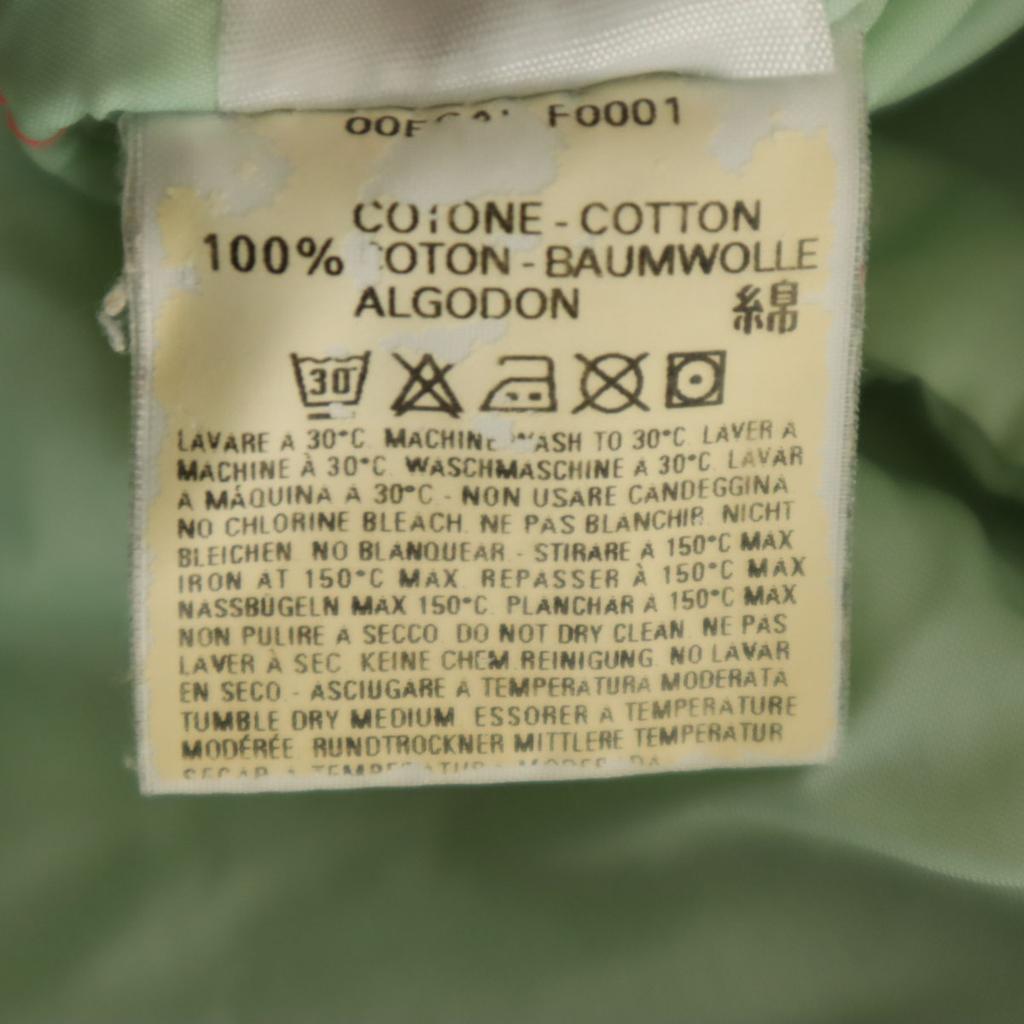 F0001
COTONE - COTTON
100% COTON - BAUMWOLLE
ALGODON
綿
30
LAVARE A 30°C. MACHINE WASH TO 30°C. LAVER A
MACHINE À 30°C. WASCHMASCHINE A 30°C. LAVAR
A MÁQUINA A 30°C - NON USARE CANDEGGINA
NO CHLORINE BLEACH. NE PAS BLANCHIR. NICHT
BLEICHEN. NO BLANQUEAR - STIRARE A 150°C MAX
IRON AT 150°C MAX. REPASSER À 150°C MAX
NASSBÜGELN MAX 150°C. PLANCHAR A 150°C MAX
NON PULIRE A SECCO. DO NOT DRY CLEAN. NE PAS
LAVER À SEC. KEINE CHEM.REINIGUNG. NO LAVAR
EN SECO - ASCIUGARE A TEMPERATURA MODERATA
TUMBLE DRY MEDIUM. ESSORER A TEMPERATURE
MODÉRÉE. RUNDTROCKNER MITTLERE TEMPERATUR
SECAR A TEMPERATURA MODERADA